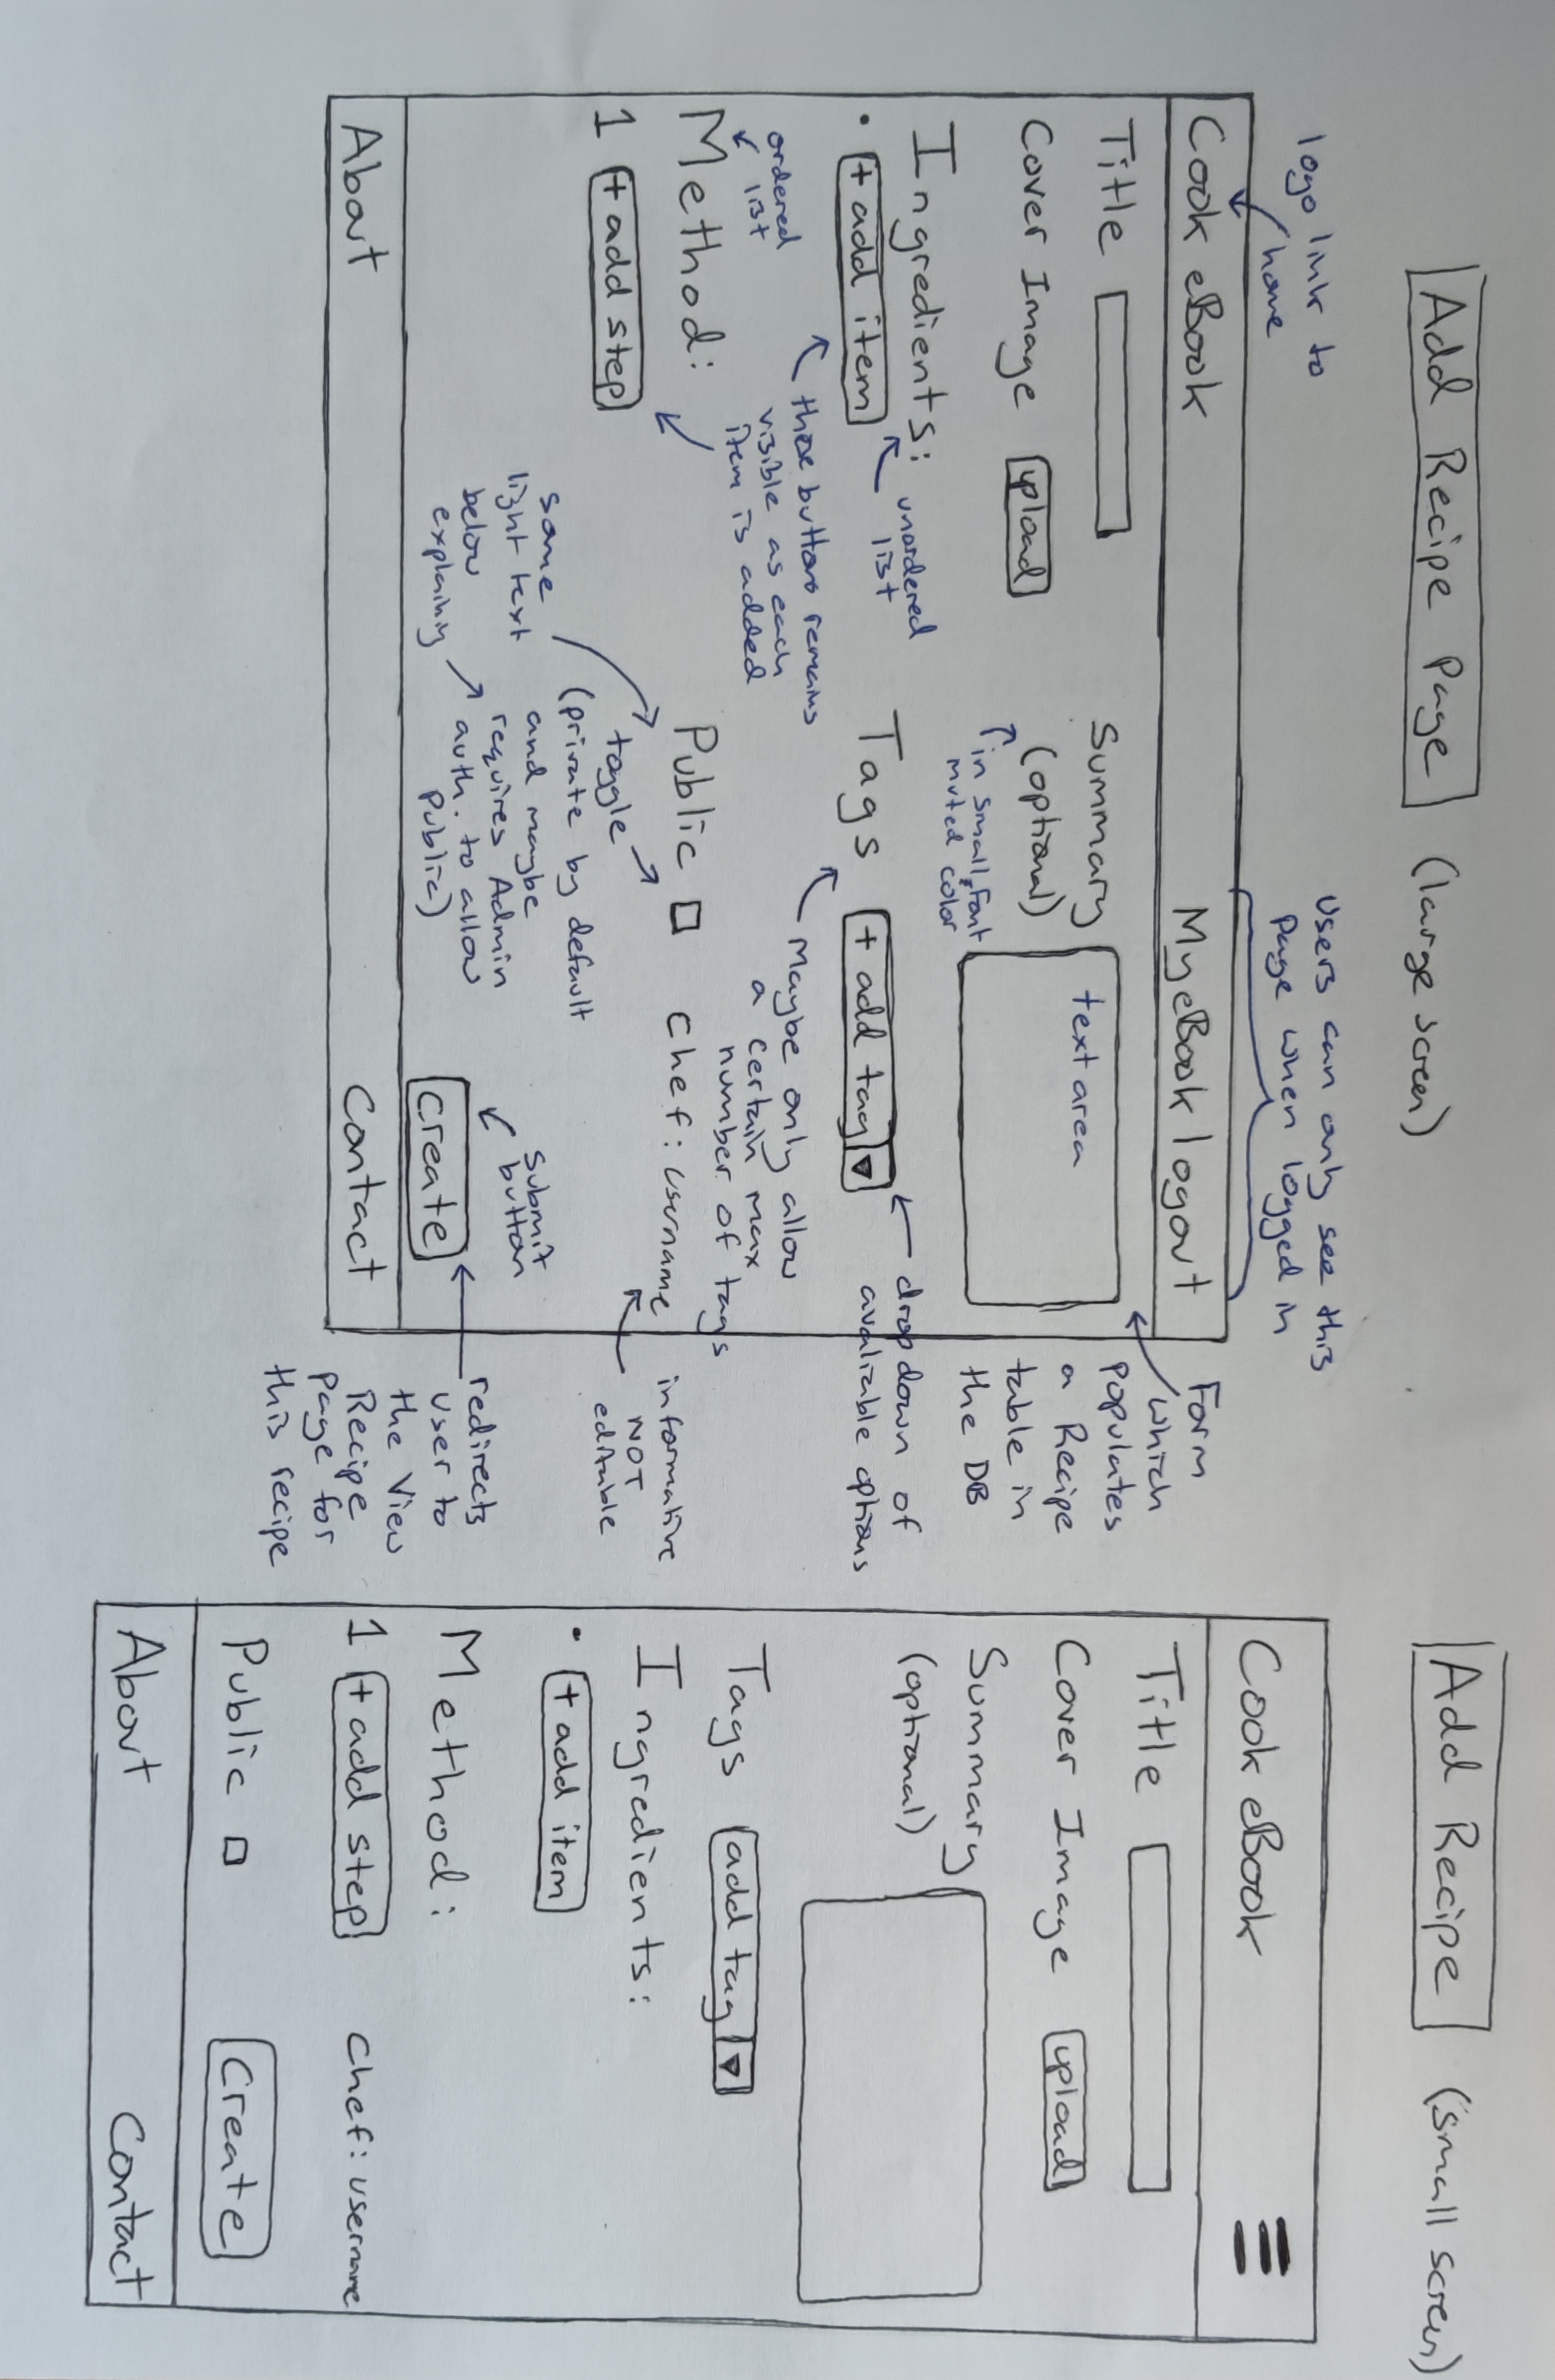 Add Recipe Page (large screen)
logo link to
home
Users can only see this
Page when logged in
Cook eBook
My eBook logout
Title
Cover Image upload
Summary
(optional)
text area
in small, font
muted color
Form
which
populates
a Recipe
table in
the DB
Ingredients:
unordered
list
• + add item
these buttons remains
visible as each
item is added
Tags + add tag ▼
drop down of
avaliable options
Maybe only allow
a certain max
number of tags
ordered
list
Method:
1 + add step
Public
Chef: username
informative
NOT
editable
toggle
(private by default
and maybe
requires Admin
auth. to allow
Public)
some
light text
below
explaining
submit
button
create
redirects
user to
the View
Recipe
Page for
this recipe
About
Contact
Add Recipe (small screen)
Cook eBook
Title
Cover Image upload
Summary
(optional)
Tags add tag ▼
Ingredients:
• + add item
Method:
1 + add step
Chef: username
Public
Create
About
Contact